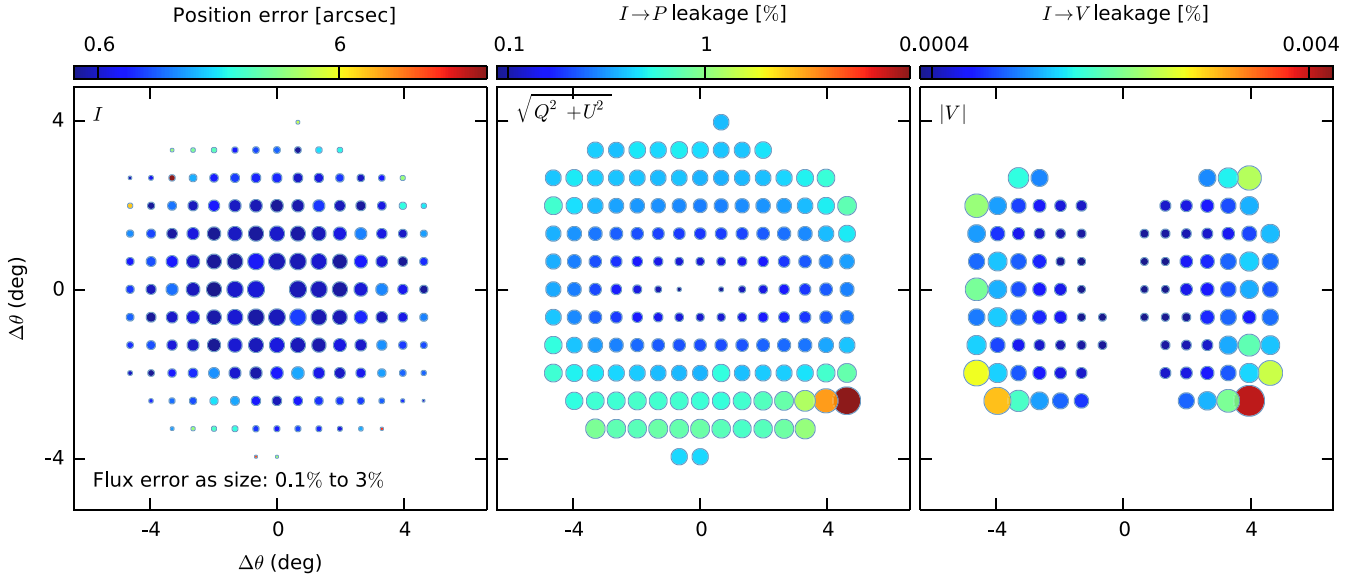 Position error [arcsec]
I→P leakage [%]
I→V leakage [%]
0.6 6
0.1 1
0.0004 0.004
I
√Q² +U²
|V|
4
0
-4
Δθ (deg)
Flux error as size: 0.1% to 3%
-4 0 4
-4 0 4
-4 0 4
Δθ (deg)